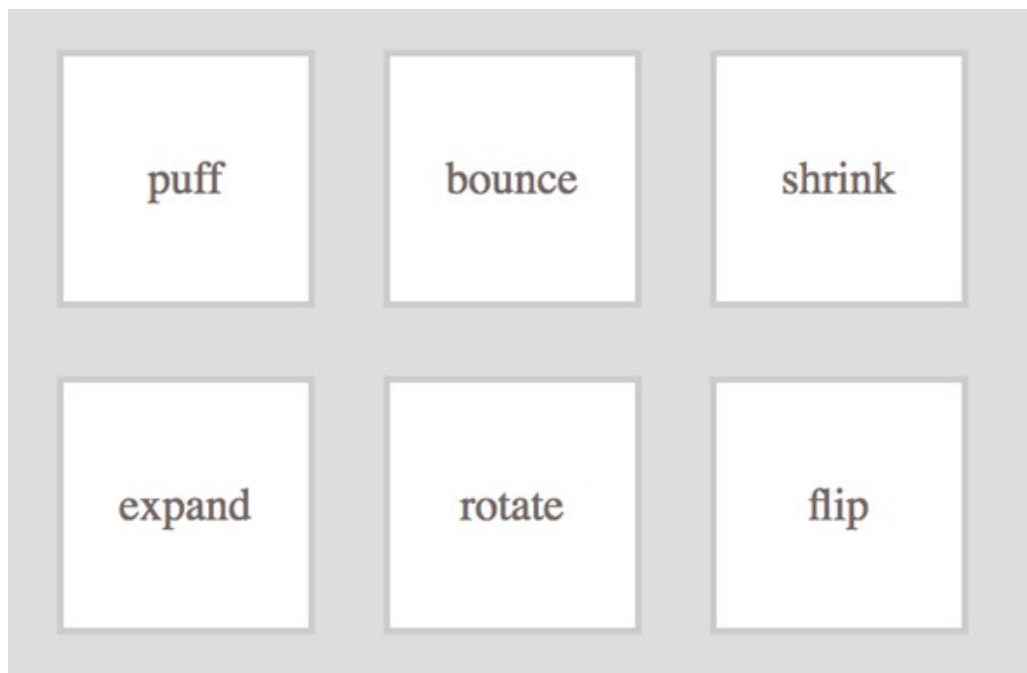 puff
bounce
shrink
expand
rotate
flip